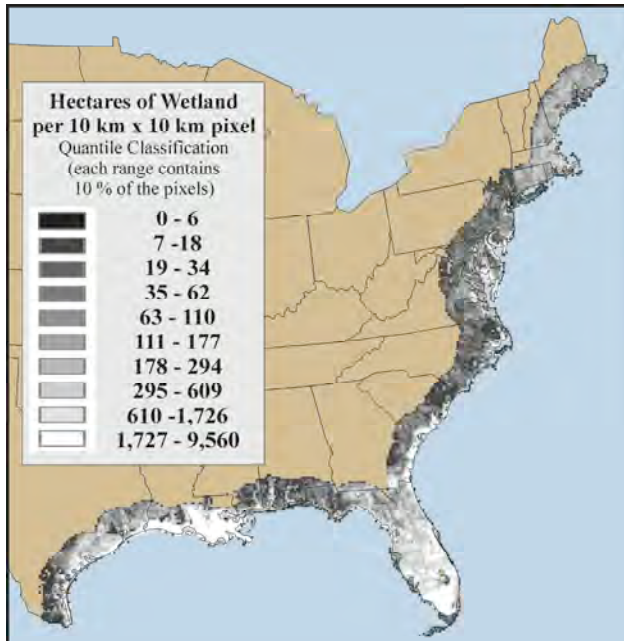 Hectares of Wetland
per 10 km x 10 km pixel
Quantile Classification
(each range contains
10 % of the pixels)
0 - 6
7 -18
19 - 34
35 - 62
63 - 110
111 - 177
178 - 294
295 - 609
610 -1,726
1,727 - 9,560